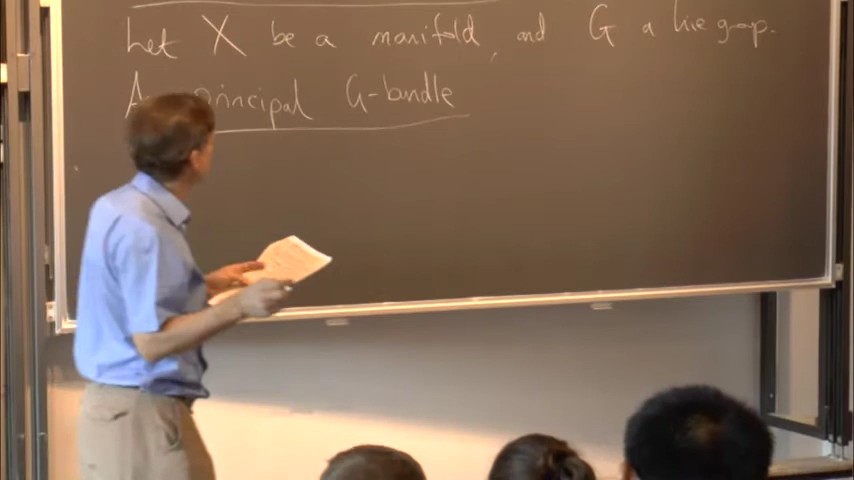 Let X be a manifold, and G a Lie group.
A principal G-bundle